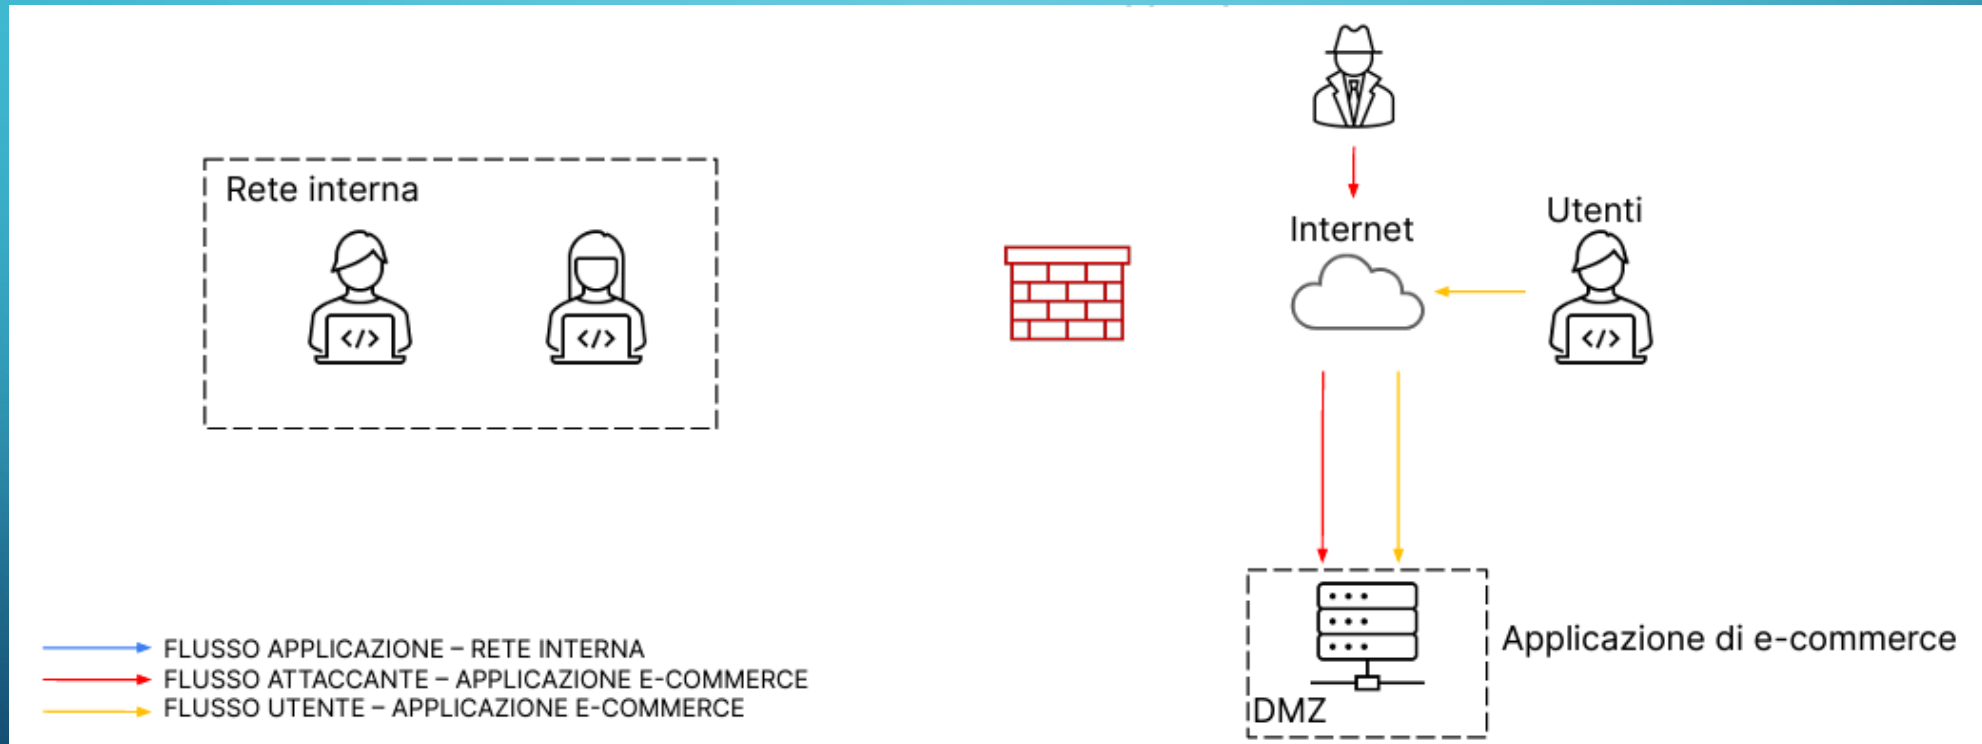 Rete interna
</>
</>
Internet
Utenti
</>
FLUSSO APPLICAZIONE – RETE INTERNA
FLUSSO ATTACCANTE – APPLICAZIONE E-COMMERCE
FLUSSO UTENTE – APPLICAZIONE E-COMMERCE
Applicazione di e-commerce
DMZ